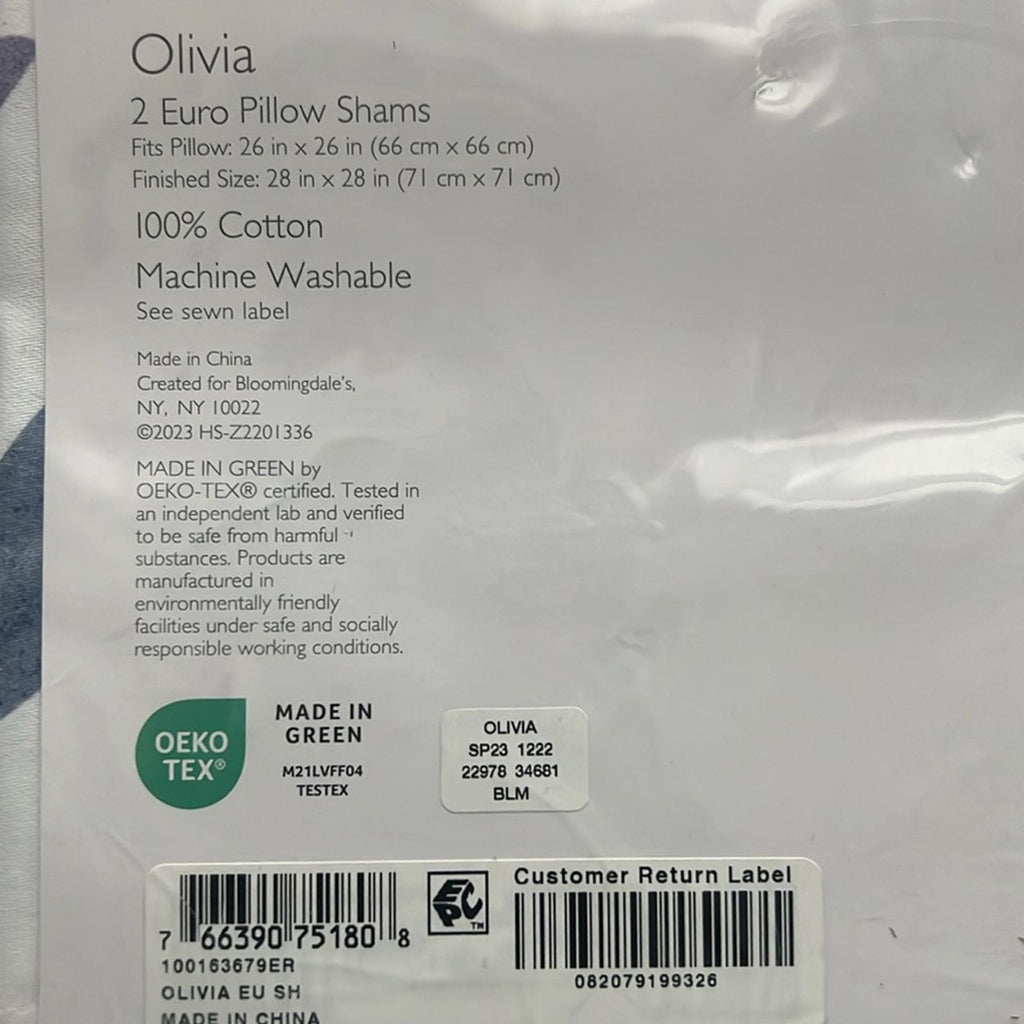 Olivia
2 Euro Pillow Shams
Fits Pillow: 26 in x 26 in (66 cm x 66 cm)
Finished Size: 28 in x 28 in (71 cm x 71 cm)
100% Cotton
Machine Washable
See sewn label
Made in China
Created for Bloomingdale's,
NY, NY 10022
©2023 HS-Z2201336
MADE IN GREEN by
OEKO-TEX® certified. Tested in
an independent lab and verified
to be safe from harmful
substances. Products are
manufactured in
environmentally friendly
facilities under safe and socially
responsible working conditions.
OEKO
TEX®
MADE IN
GREEN
M21LVFF04
TESTEX
OLIVIA
SP23 1222
22978 34681
BLM
7 66390 75180 8
100163679ER
OLIVIA EU SH
MADE IN CHINA
EPC™
Customer Return Label
082079199326